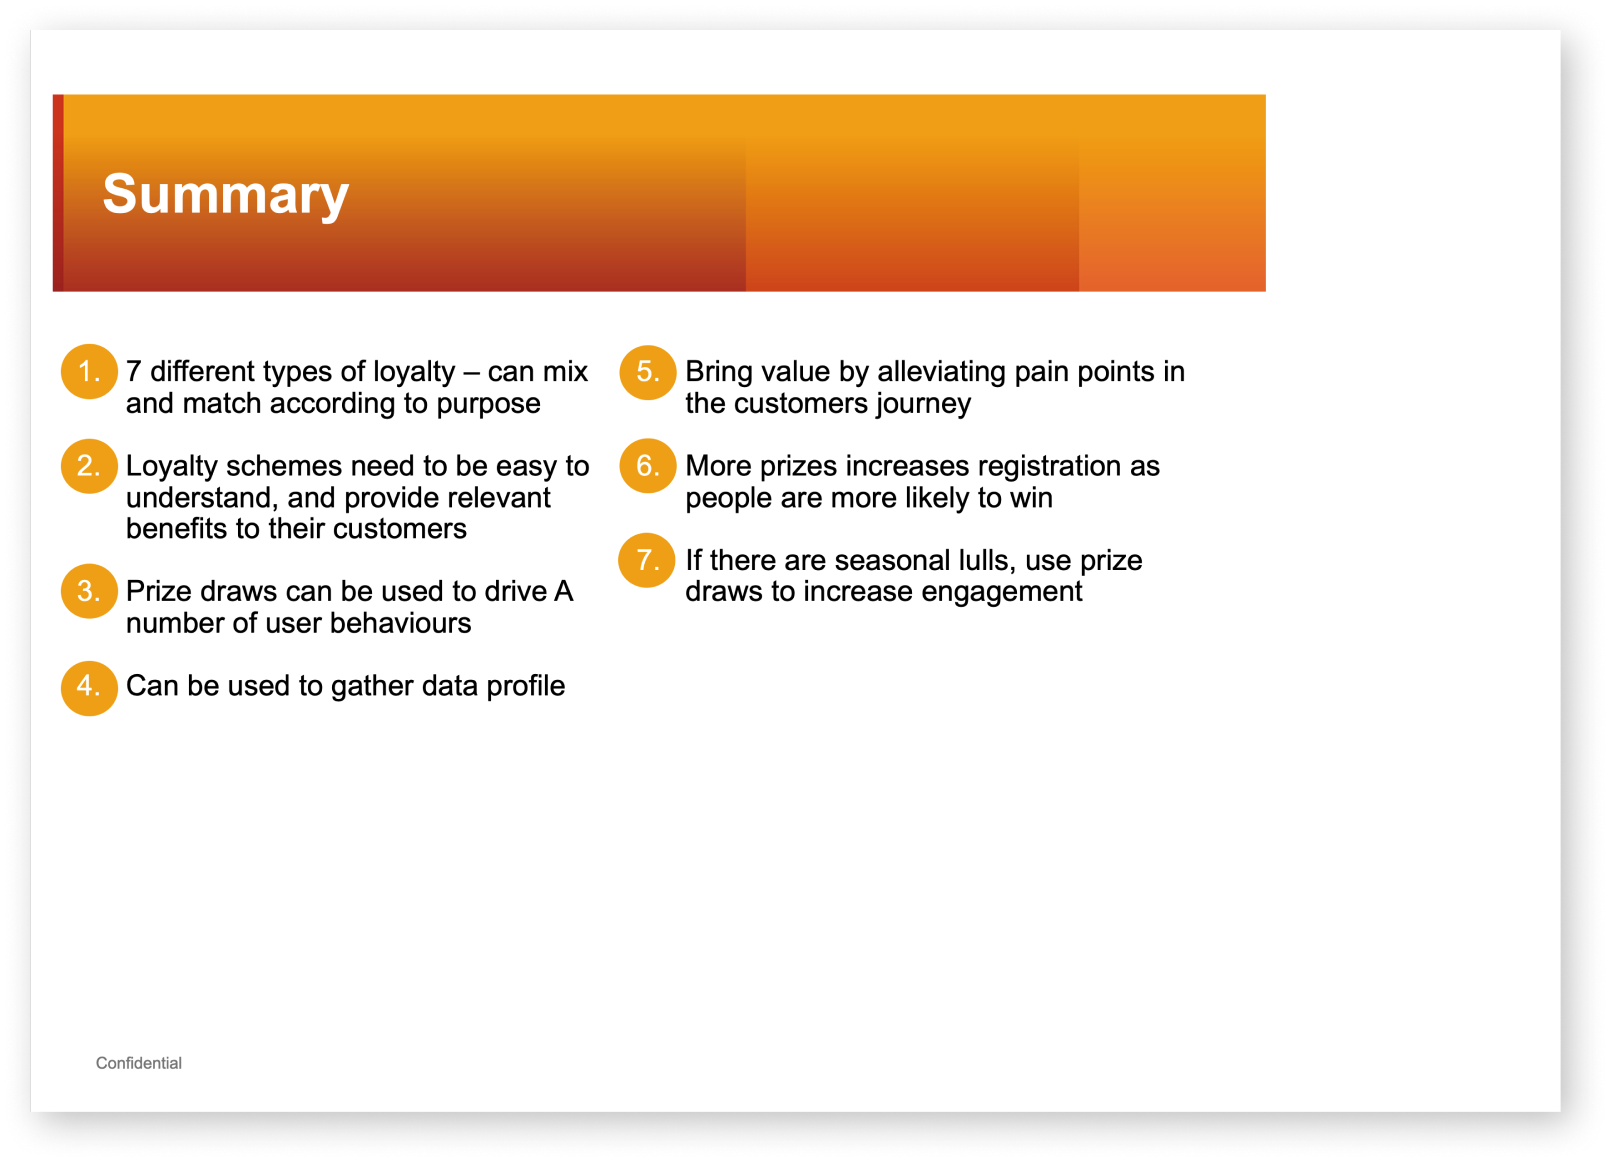 Summary
1. 7 different types of loyalty – can mix
and match according to purpose
2. Loyalty schemes need to be easy to
understand, and provide relevant
benefits to their customers
3. Prize draws can be used to drive A
number of user behaviours
4. Can be used to gather data profile
5. Bring value by alleviating pain points in
the customers journey
6. More prizes increases registration as
people are more likely to win
7. If there are seasonal lulls, use prize
draws to increase engagement
Confidential